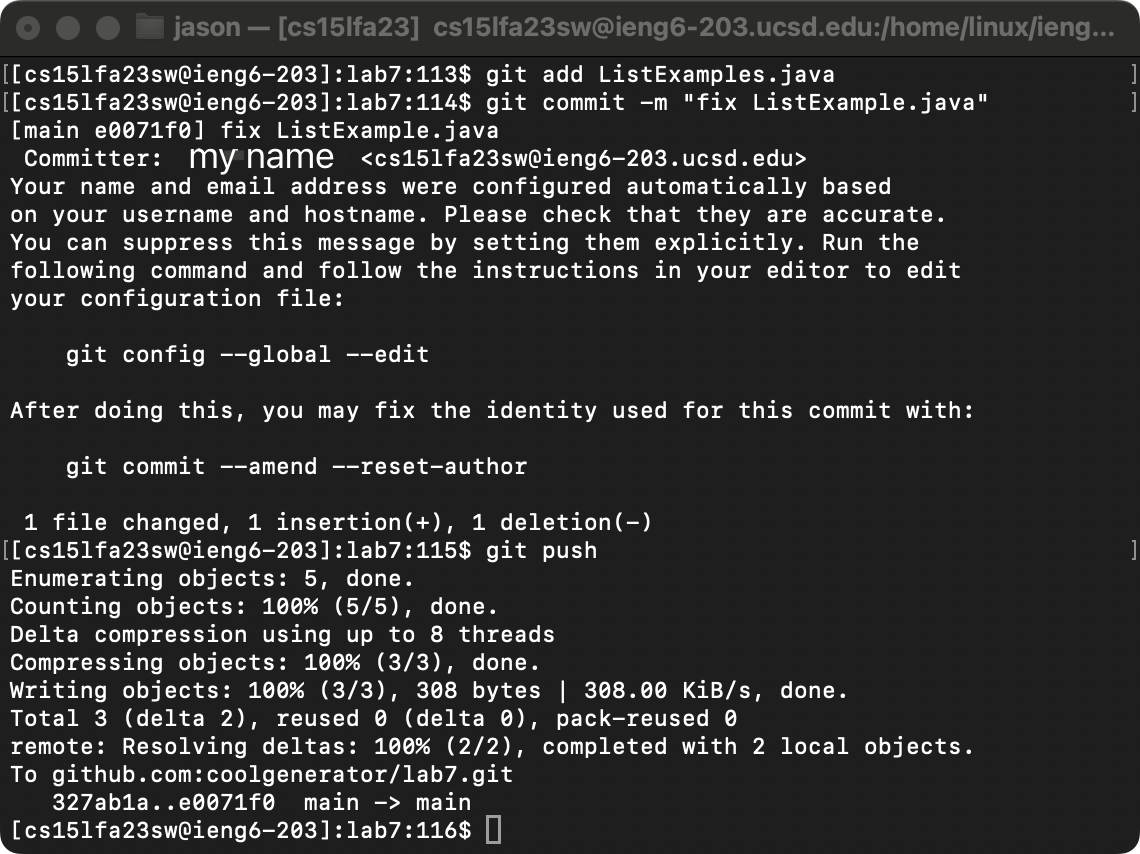 jason — [cs15lfa23] cs15lfa23sw@ieng6-203.ucsd.edu:/home/linux/ieng...
[[cs15lfa23sw@ieng6-203]:lab7:113$ git add ListExamples.java ]
[[cs15lfa23sw@ieng6-203]:lab7:114$ git commit -m "fix ListExample.java" ]
[main e0071f0] fix ListExample.java
 Committer: my name <cs15lfa23sw@ieng6-203.ucsd.edu>
Your name and email address were configured automatically based
on your username and hostname. Please check that they are accurate.
You can suppress this message by setting them explicitly. Run the
following command and follow the instructions in your editor to edit
your configuration file:
    git config --global --edit
After doing this, you may fix the identity used for this commit with:
    git commit --amend --reset-author
 1 file changed, 1 insertion(+), 1 deletion(-)
[[cs15lfa23sw@ieng6-203]:lab7:115$ git push ]
Enumerating objects: 5, done.
Counting objects: 100% (5/5), done.
Delta compression using up to 8 threads
Compressing objects: 100% (3/3), done.
Writing objects: 100% (3/3), 308 bytes | 308.00 KiB/s, done.
Total 3 (delta 2), reused 0 (delta 0), pack-reused 0
remote: Resolving deltas: 100% (2/2), completed with 2 local objects.
To github.com:coolgenerator/lab7.git
   327ab1a..e0071f0  main -> main
[cs15lfa23sw@ieng6-203]:lab7:116$